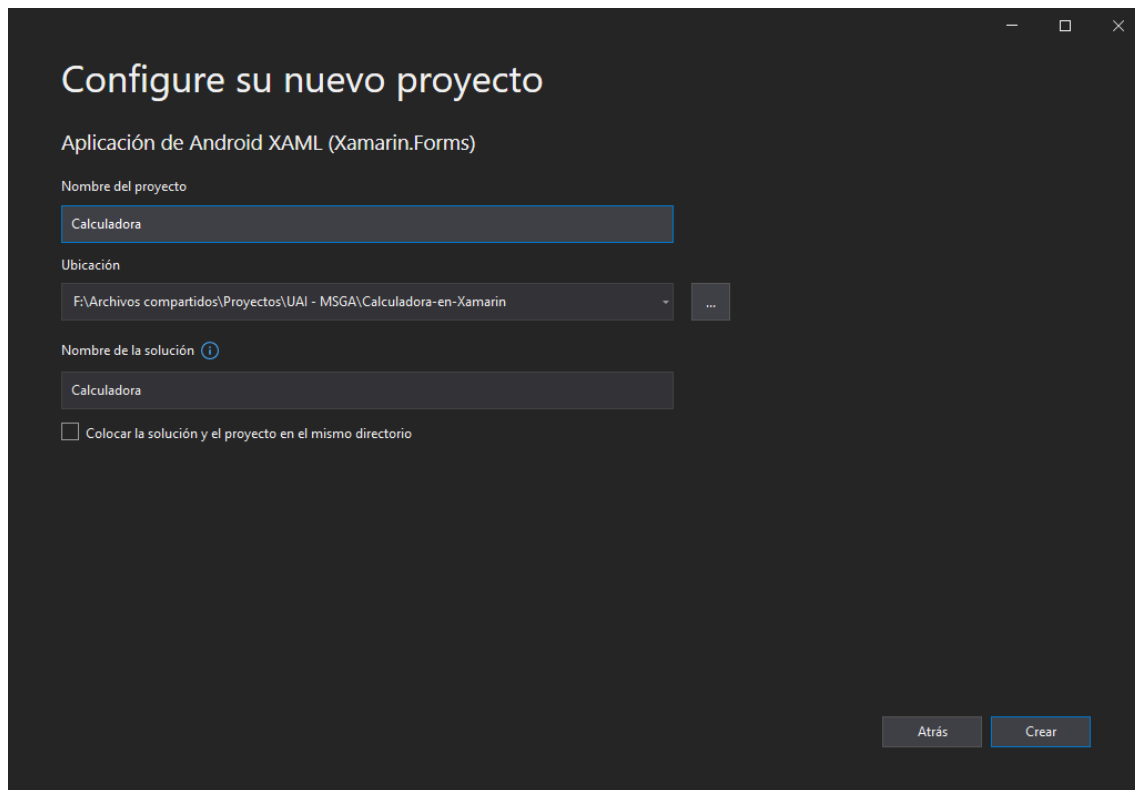 Configure su nuevo proyecto
Aplicación de Android XAML (Xamarin.Forms)
Nombre del proyecto
Calculadora
Ubicación
F:\Archivos compartidos\Proyectos\UAI - MSGA\Calculadora-en-Xamarin
...
Nombre de la solución
Calculadora
Colocar la solución y el proyecto en el mismo directorio
Atrás
Crear